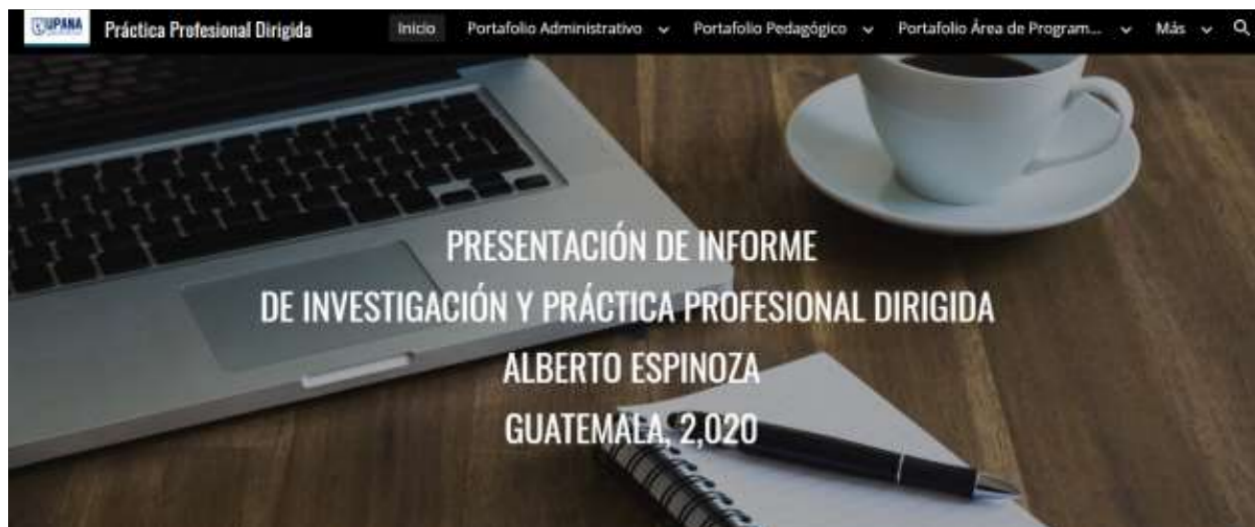 UPANA
Práctica Profesional Dirigida
Inicio
Portafolio Administrativo
Portafolio Pedagógico
Portafolio Área de Program...
Más
PRESENTACIÓN DE INFORME
DE INVESTIGACIÓN Y PRÁCTICA PROFESIONAL DIRIGIDA
ALBERTO ESPINOZA
GUATEMALA, 2,020